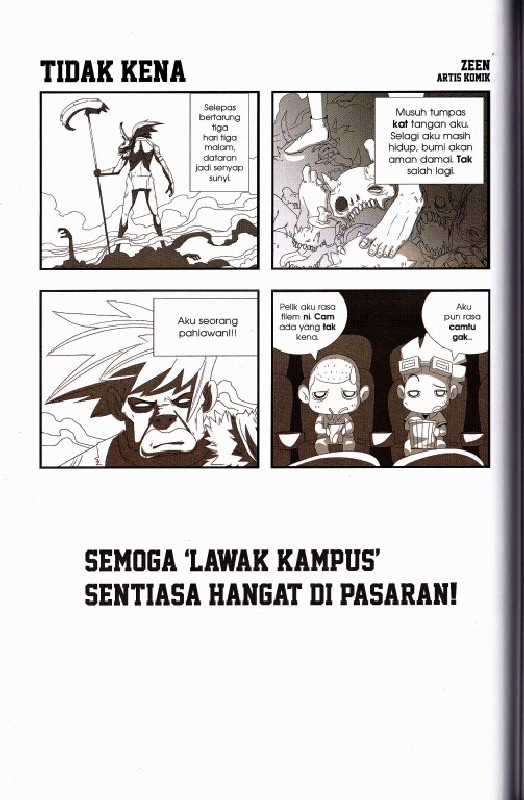 TIDAK KENA
ZEEN
ARTIS KOMIK
Selepas
bertarung
tiga
hari tiga
malam,
dataran
jadi senyap
sunyi.
Musuh tumpas
kat tangan aku.
Selagi aku masih
hidup, bumi akan
aman damai. Tak
salah lagi.
Aku seorang
pahlawan!!!
Pelik aku rasa
filem ni. Cam
ada yang tak
kena.
Aku
pun rasa
camtu
gak..
SEMOGA 'LAWAK KAMPUS'
SENTIASA HANGAT DI PASARAN!